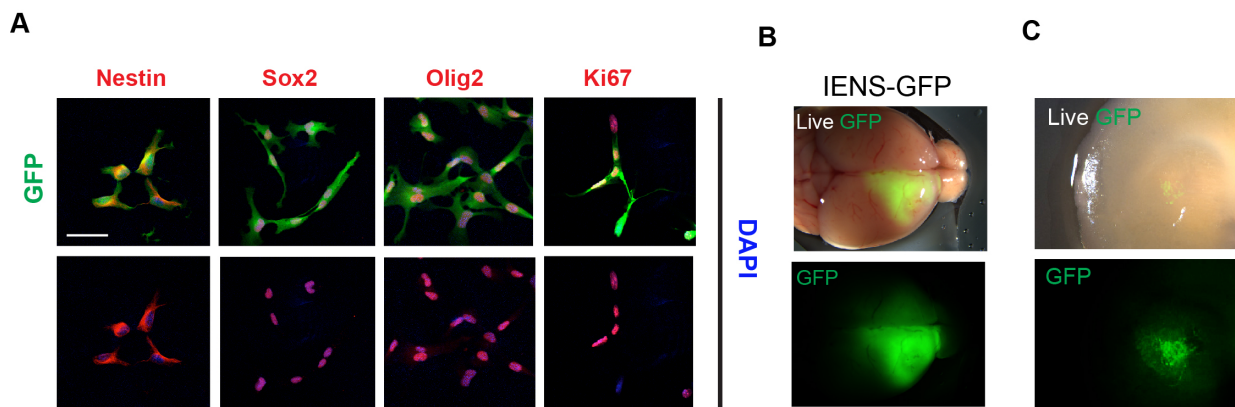 A
B
C
Nestin
Sox2
Olig2
Ki67
GFP
DAPI
IENS-GFP
Live GFP
GFP
Live GFP
GFP